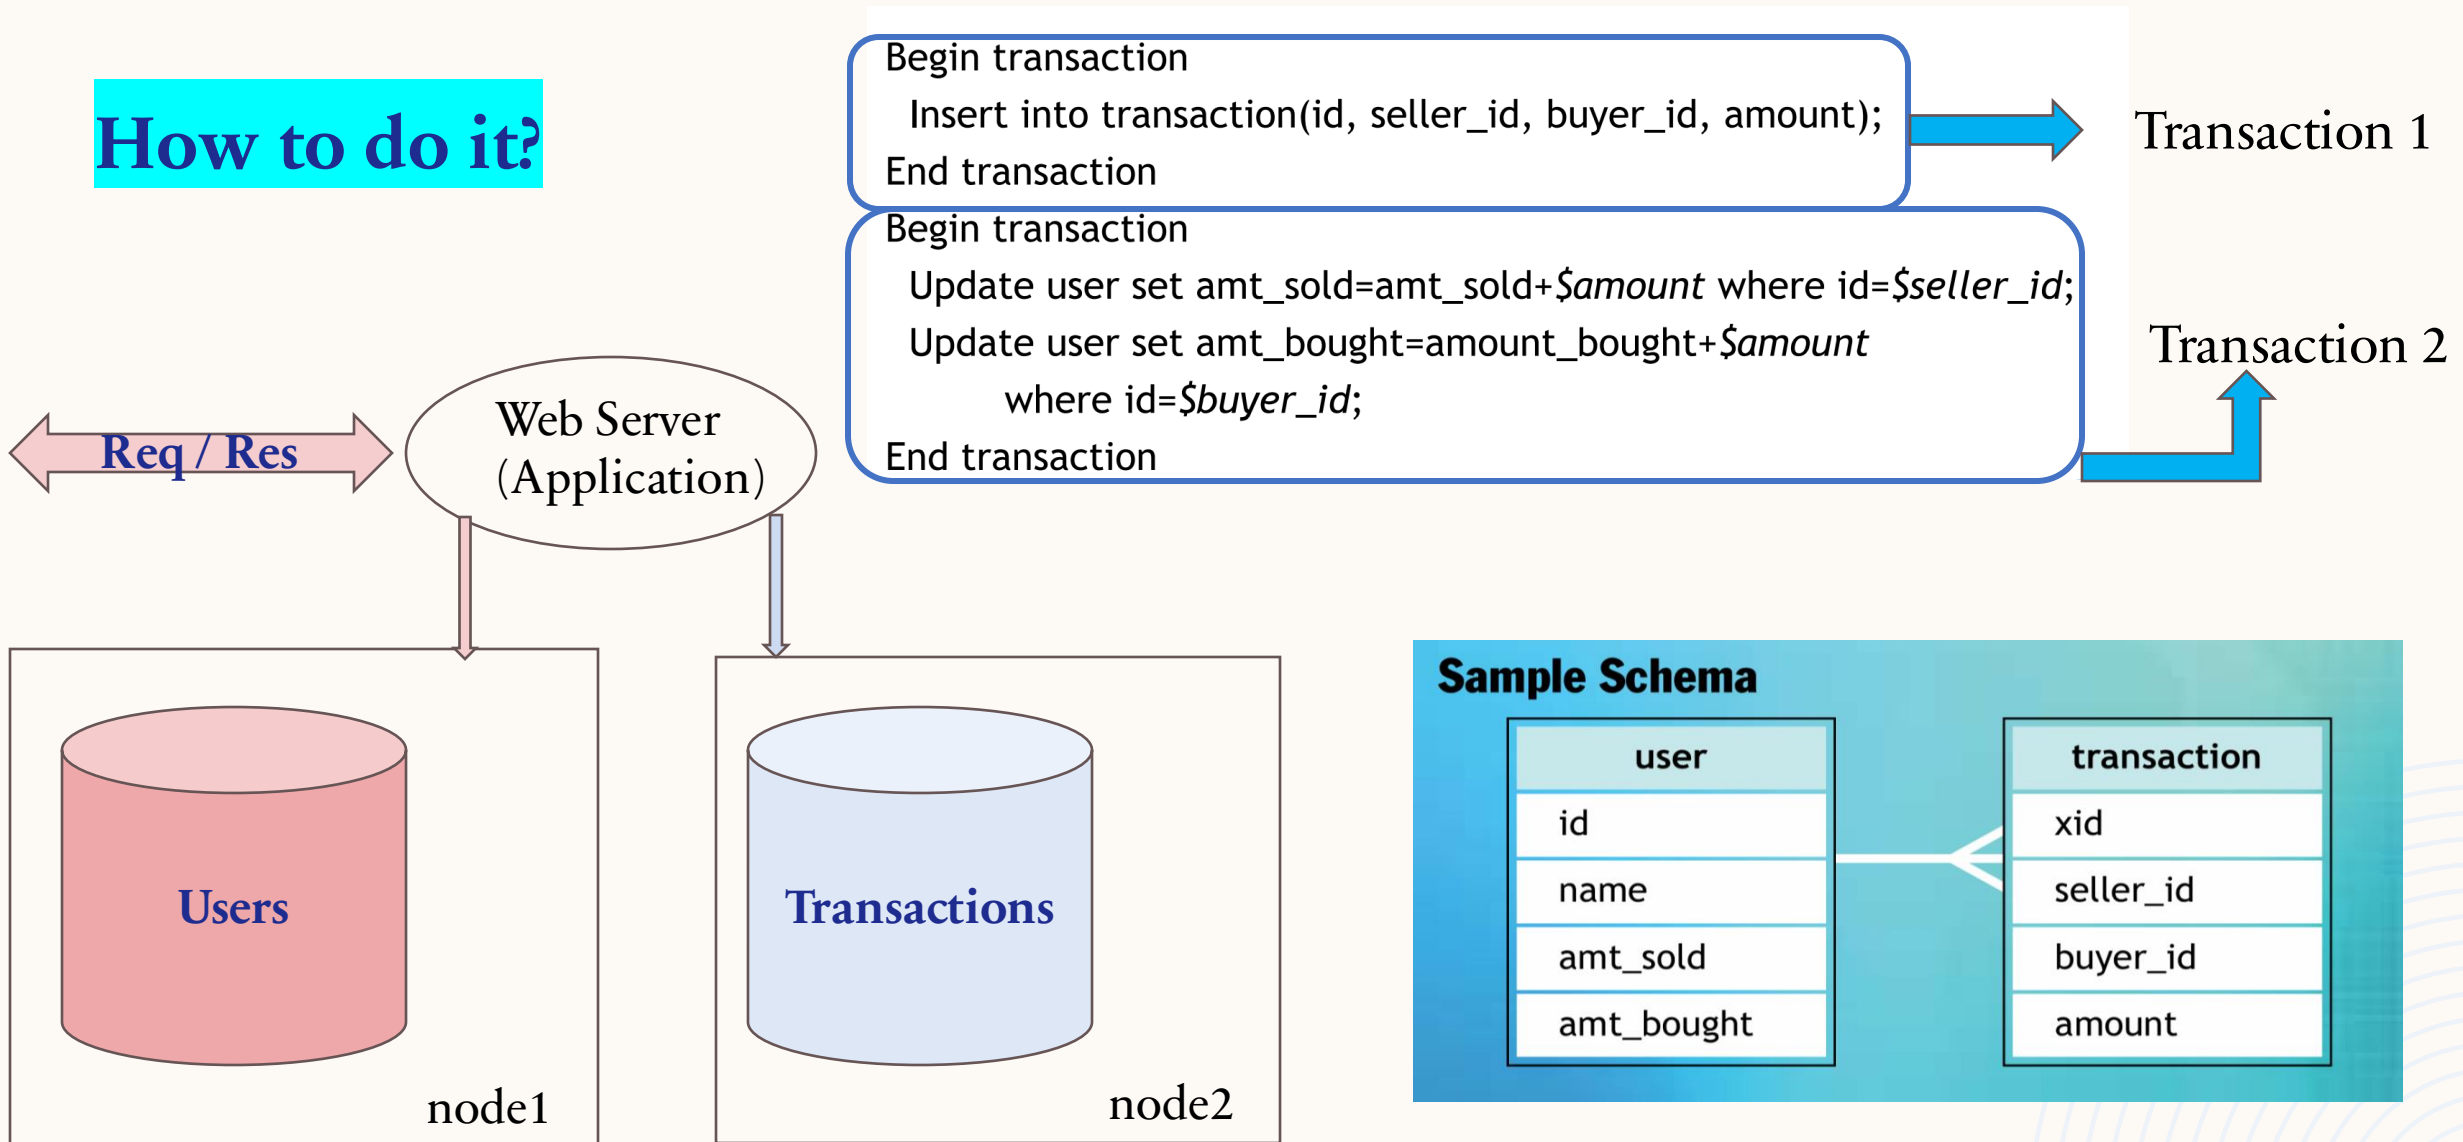 How to do it?
Begin transaction
Insert into transaction(id, seller_id, buyer_id, amount);
End transaction
Transaction 1
Begin transaction
Update user set amt_sold=amt_sold+$amount where id=$seller_id;
Update user set amt_bought=amount_bought+$amount
where id=$buyer_id;
End transaction
Transaction 2
Req / Res
Web Server
(Application)
Users
node1
Transactions
node2
Sample Schema
user
id
name
amt_sold
amt_bought
transaction
xid
seller_id
buyer_id
amount